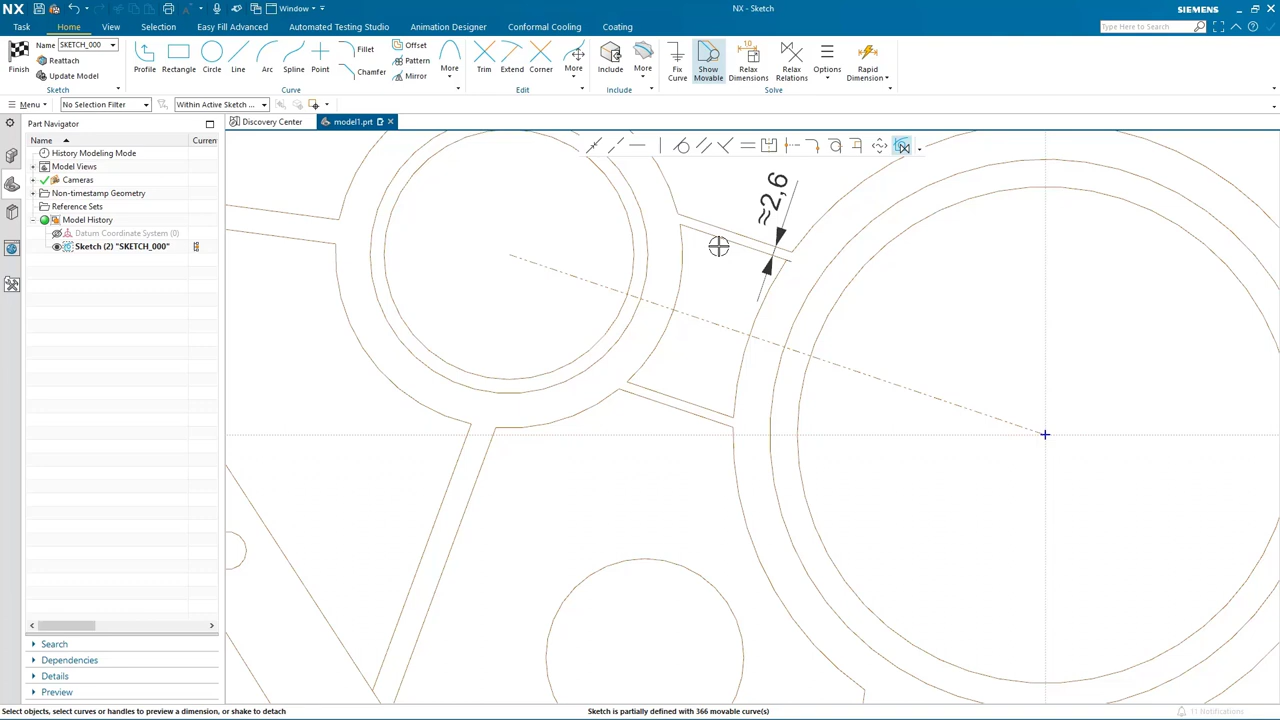 NX
Window
NX - Sketch
SIEMENS
Task
Home
View
Selection
Easy Fill Advanced
Automated Testing Studio
Animation Designer
Conformal Cooling
Coating
Type Here to Search
Finish
Name SKETCH_000
Reattach
Update Model
Sketch
Profile
Rectangle
Circle
Line
Arc
Spline
Point
Fillet
Chamfer
Offset
Pattern
Mirror
More
Curve
Trim
Extend
Corner
More
Edit
Include
More
Include
Fix
Curve
Show
Movable
Relax
Dimensions
Relax
Relations
Options
Rapid
Dimension
Solve
Menu
No Selection Filter
Within Active Sketch ...
Part Navigator
Discovery Center
model1.prt
Name
Curren
History Modeling Mode
Model Views
Cameras
Non-timestamp Geometry
Reference Sets
Model History
Datum Coordinate System (0)
Sketch (2) "SKETCH_000"
≈2,6
Search
Dependencies
Details
Preview
Select objects, select curves or handles to preview a dimension, or shake to detach
Sketch is partially defined with 366 movable curve(s)
11 Notifications